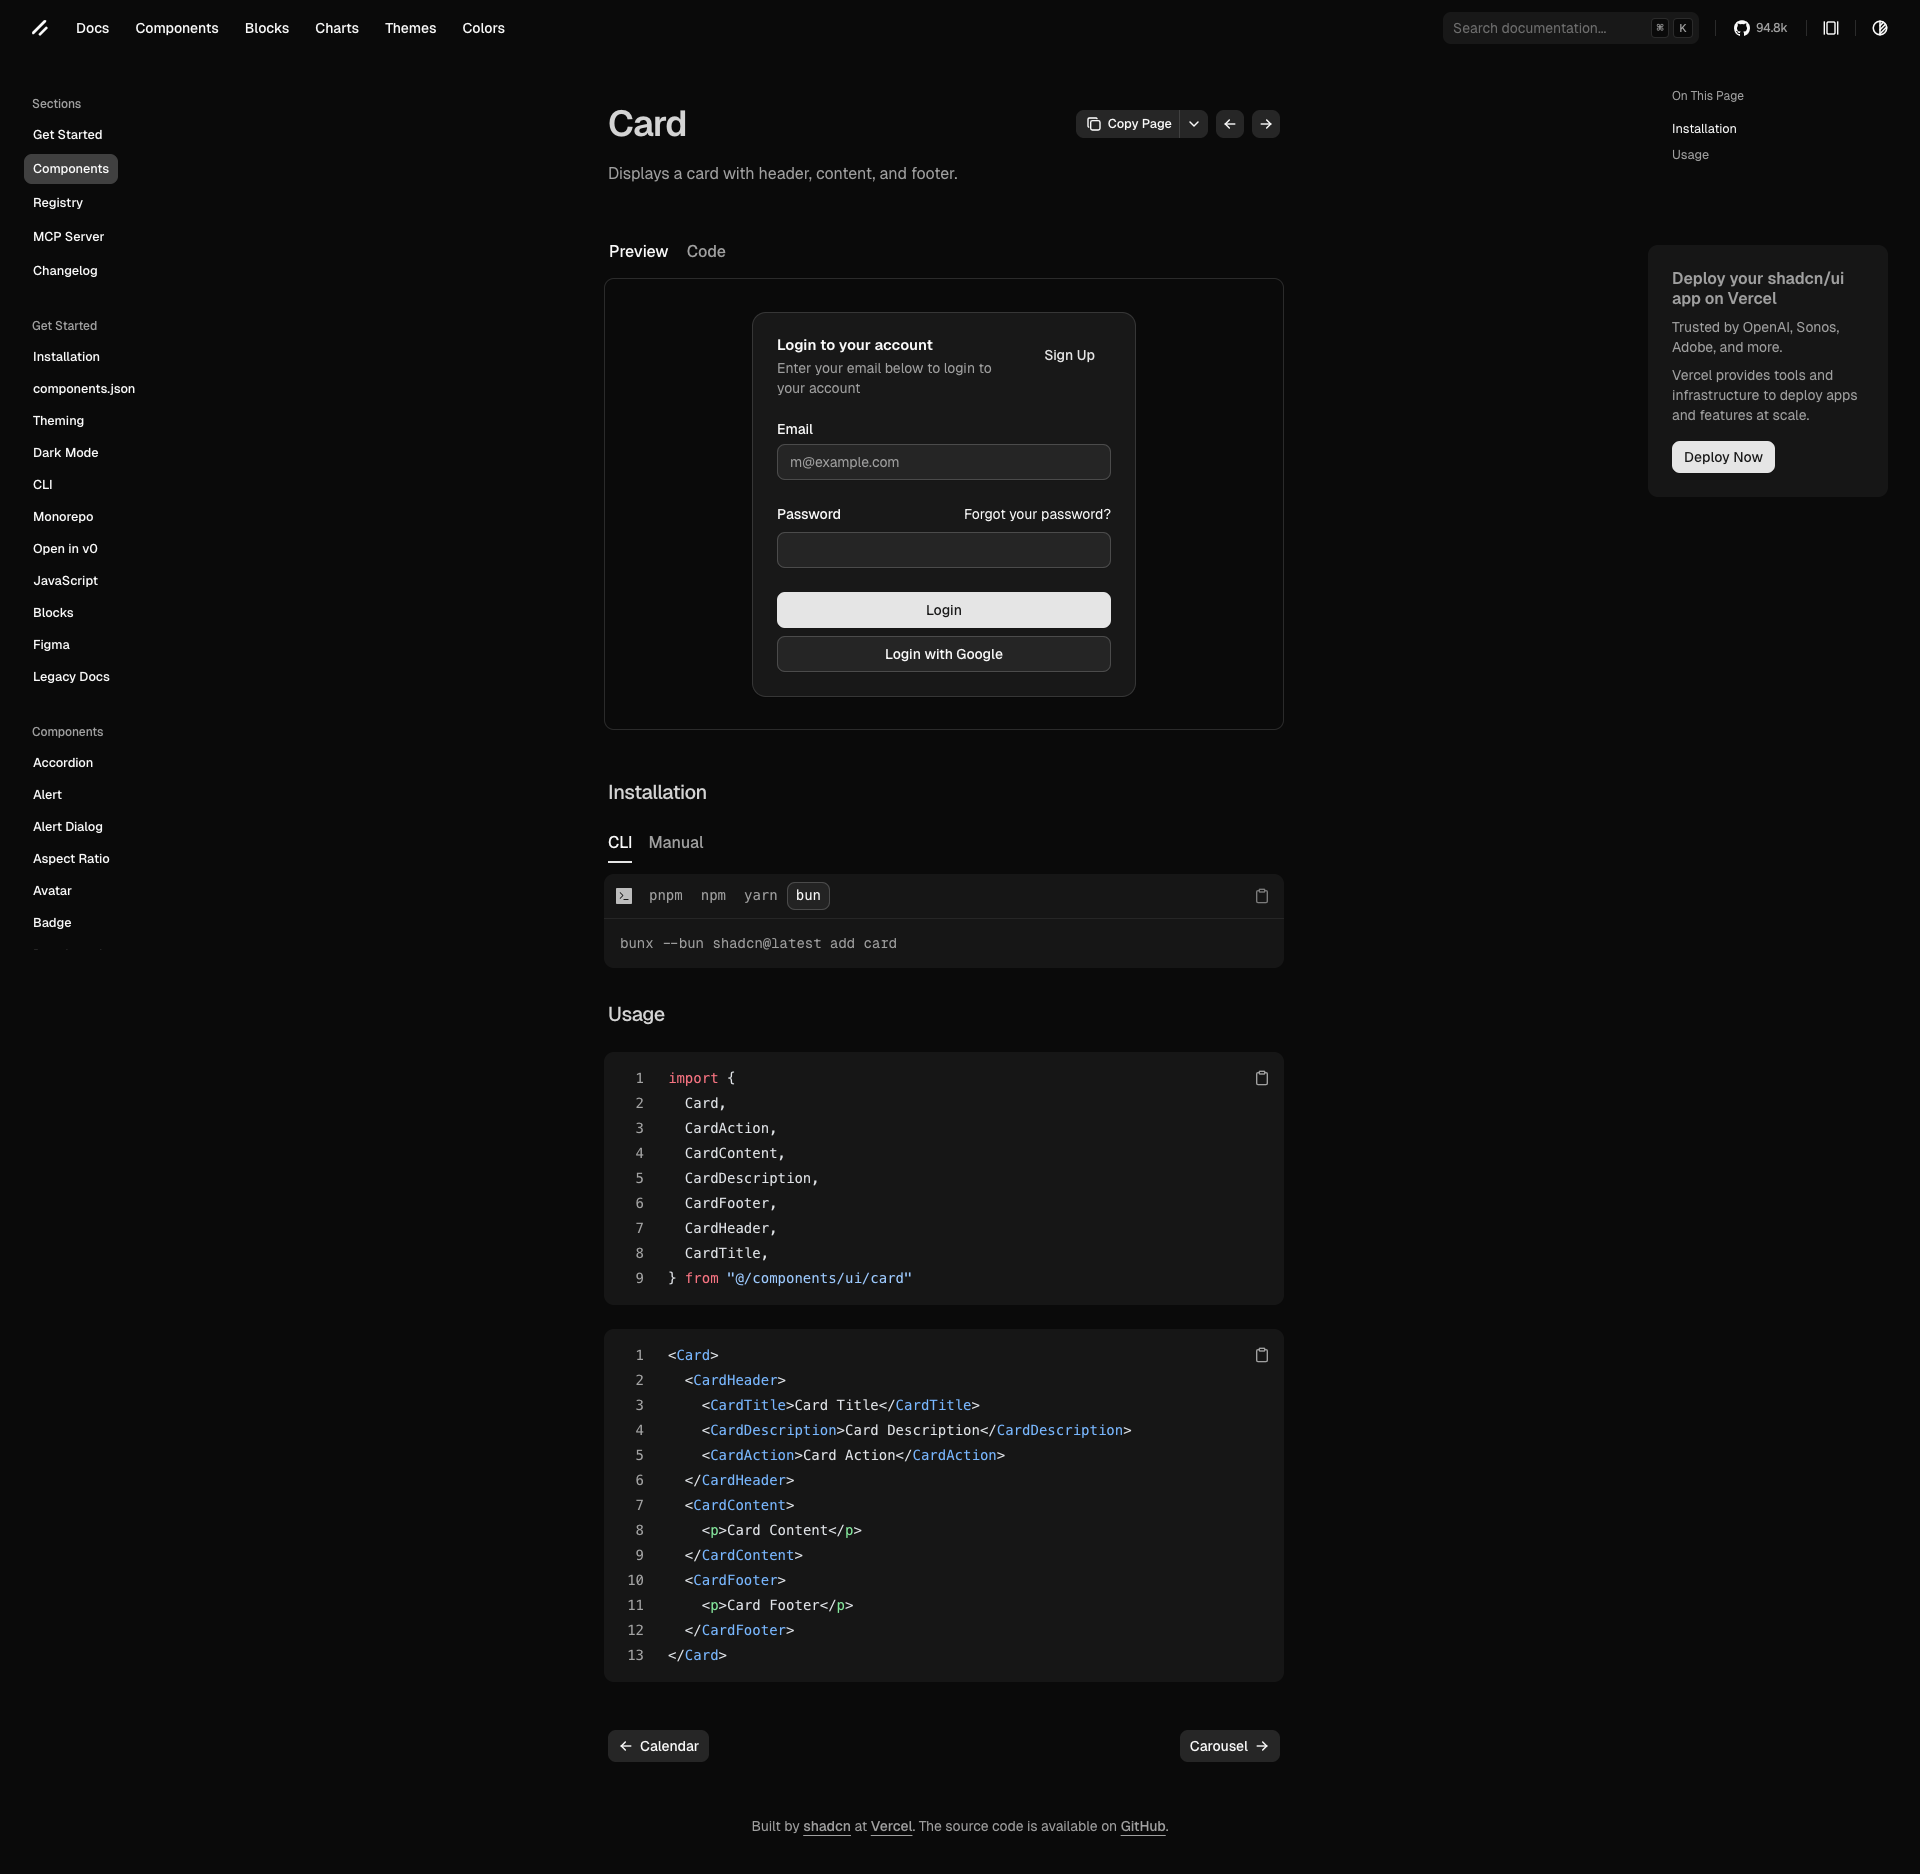 Docs Components Blocks Charts Themes Colors
Search documentation... ⌘ K 94.8k
Sections
Get Started
Components
Registry
MCP Server
Changelog
Get Started
Installation
components.json
Theming
Dark Mode
CLI
Monorepo
Open in v0
JavaScript
Blocks
Figma
Legacy Docs
Components
Accordion
Alert
Alert Dialog
Aspect Ratio
Avatar
Badge
Card
Copy Page
Displays a card with header, content, and footer.
Preview Code
Login to your account
Sign Up
Enter your email below to login to
your account
Email
m@example.com
Password Forgot your password?
Login
Login with Google
Installation
CLI Manual
pnpm npm yarn bun
bunx --bun shadcn@latest add card
Usage
1 import {
2 Card,
3 CardAction,
4 CardContent,
5 CardDescription,
6 CardFooter,
7 CardHeader,
8 CardTitle,
9 } from "@/components/ui/card"
1 <Card>
2 <CardHeader>
3 <CardTitle>Card Title</CardTitle>
4 <CardDescription>Card Description</CardDescription>
5 <CardAction>Card Action</CardAction>
6 </CardHeader>
7 <CardContent>
8 <p>Card Content</p>
9 </CardContent>
10 <CardFooter>
11 <p>Card Footer</p>
12 </CardFooter>
13 </Card>
Calendar
Carousel
On This Page
Installation
Usage
Deploy your shadcn/ui
app on Vercel
Trusted by OpenAI, Sonos,
Adobe, and more.
Vercel provides tools and
infrastructure to deploy apps
and features at scale.
Deploy Now
Built by shadcn at Vercel. The source code is available on GitHub.